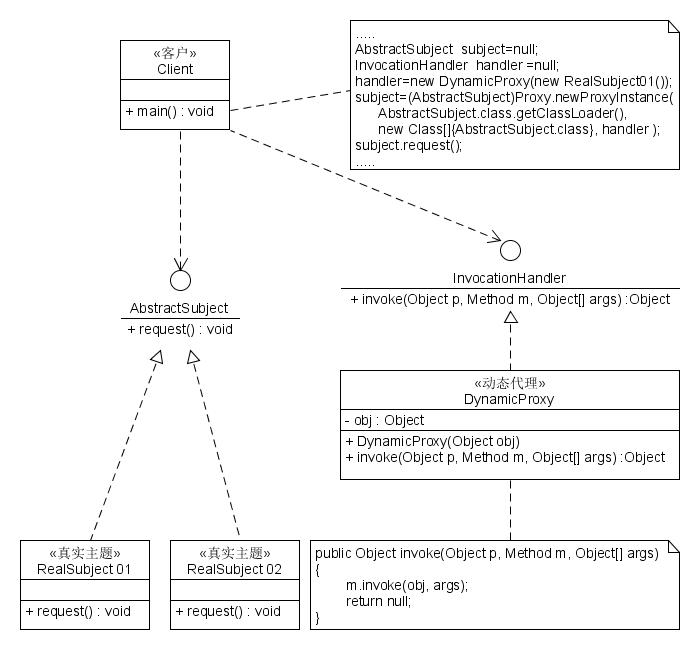 «客户»
Client
+ main() : void
.....
AbstractSubject subject=null;
InvocationHandler handler =null;
handler=new DynamicProxy(new RealSubject01());
subject=(AbstractSubject)Proxy.newProxyInstance(
AbstractSubject.class.getClassLoader(),
new Class[]{AbstractSubject.class}, handler );
subject.request();
.....
AbstractSubject
+ request() : void
InvocationHandler
+ invoke(Object p, Method m, Object[] args) :Object
«动态代理»
DynamicProxy
- obj : Object
+ DynamicProxy(Object obj)
+ invoke(Object p, Method m, Object[] args) :Object
«真实主题»
RealSubject 01
+ request() : void
«真实主题»
RealSubject 02
+ request() : void
public Object invoke(Object p, Method m, Object[] args)
{
m.invoke(obj, args);
return null;
}